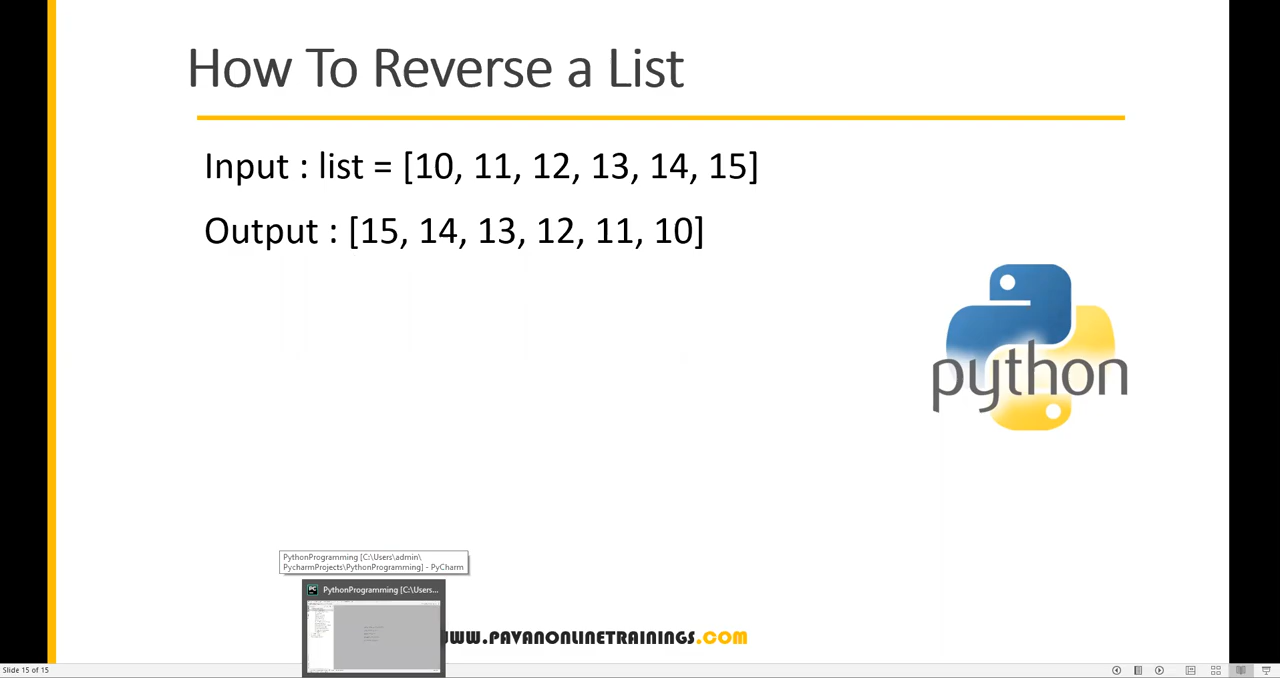 How To Reverse a List
Input : list = [10, 11, 12, 13, 14, 15]
Output : [15, 14, 13, 12, 11, 10]
python
PythonProgramming [C:\Users\admin\
PycharmProjects\PythonProgramming] - PyCharm
PC PythonProgramming [C:\Users...
WWW.PAVANONLINETRAININGS.COM
Slide 15 of 15